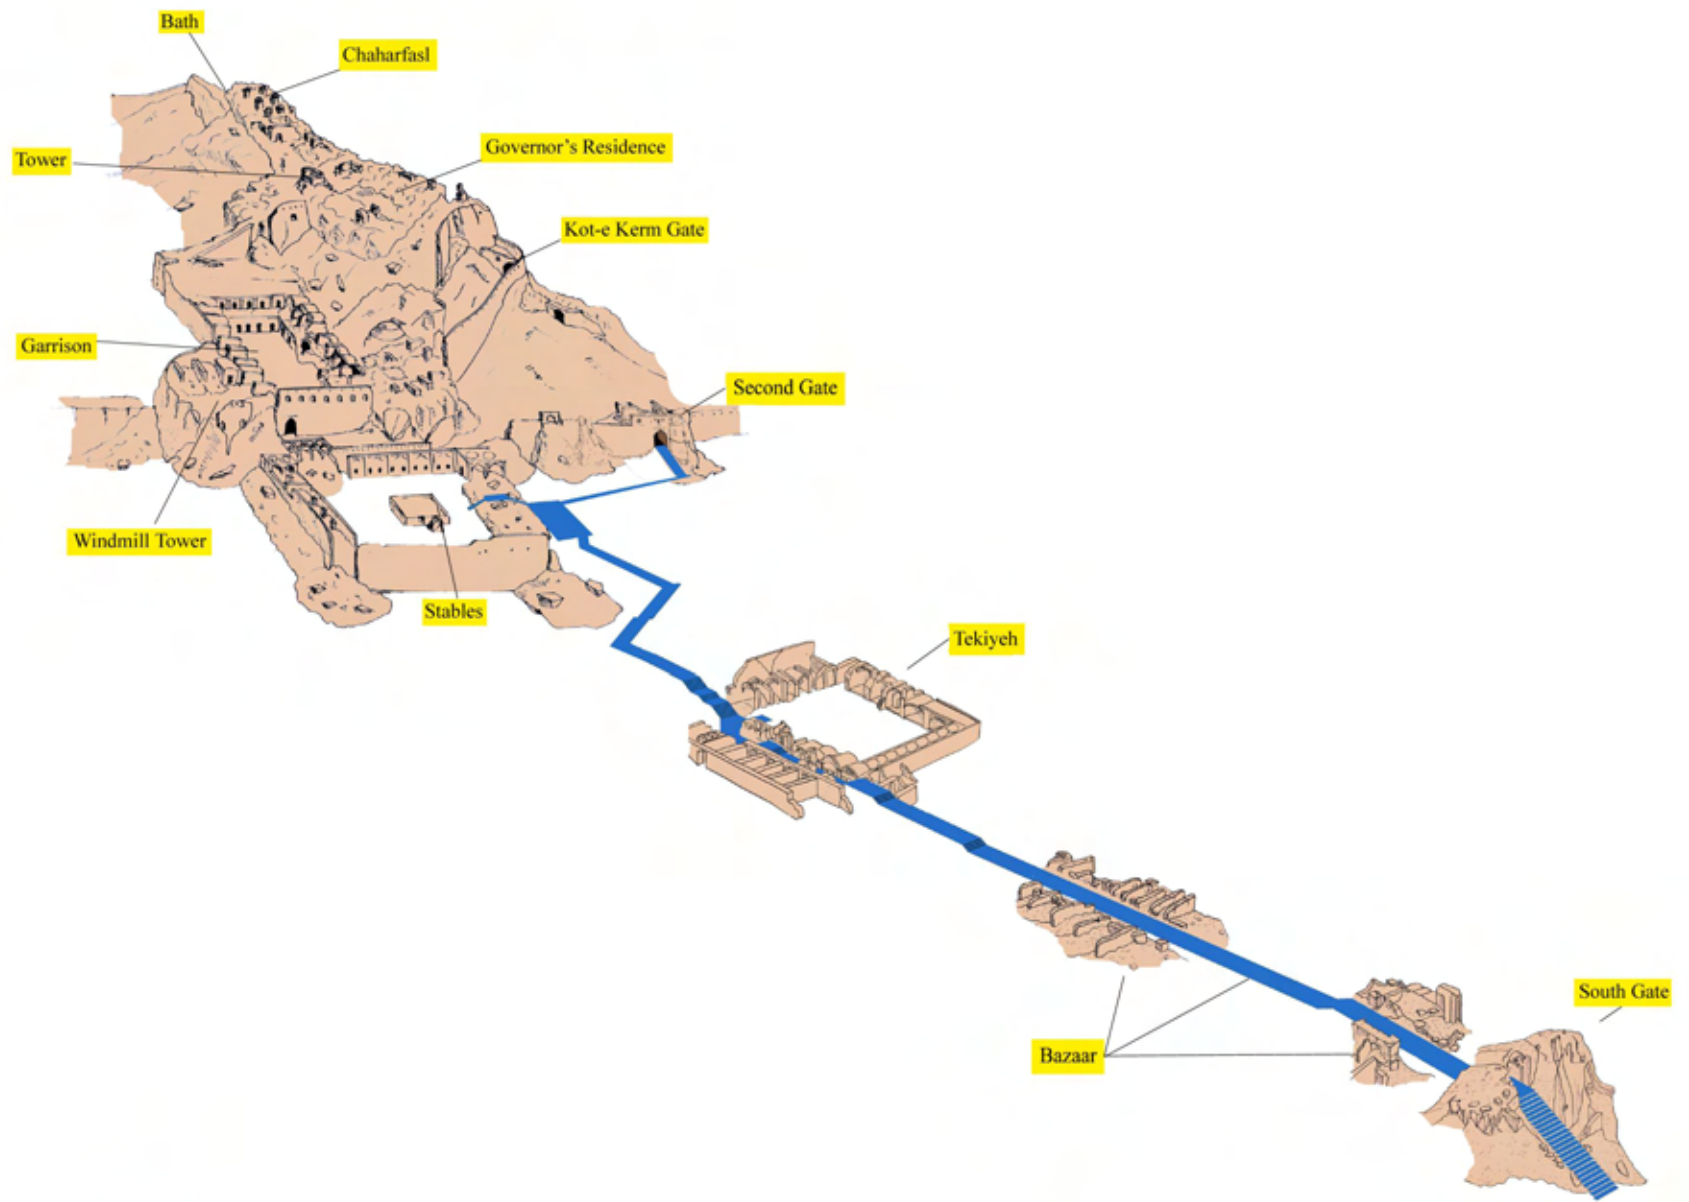 Bath
Chaharfasl
Tower
Governor's Residence
Kot-e Kerm Gate
Garrison
Second Gate
Windmill Tower
Stables
Tekiyeh
South Gate
Bazaar